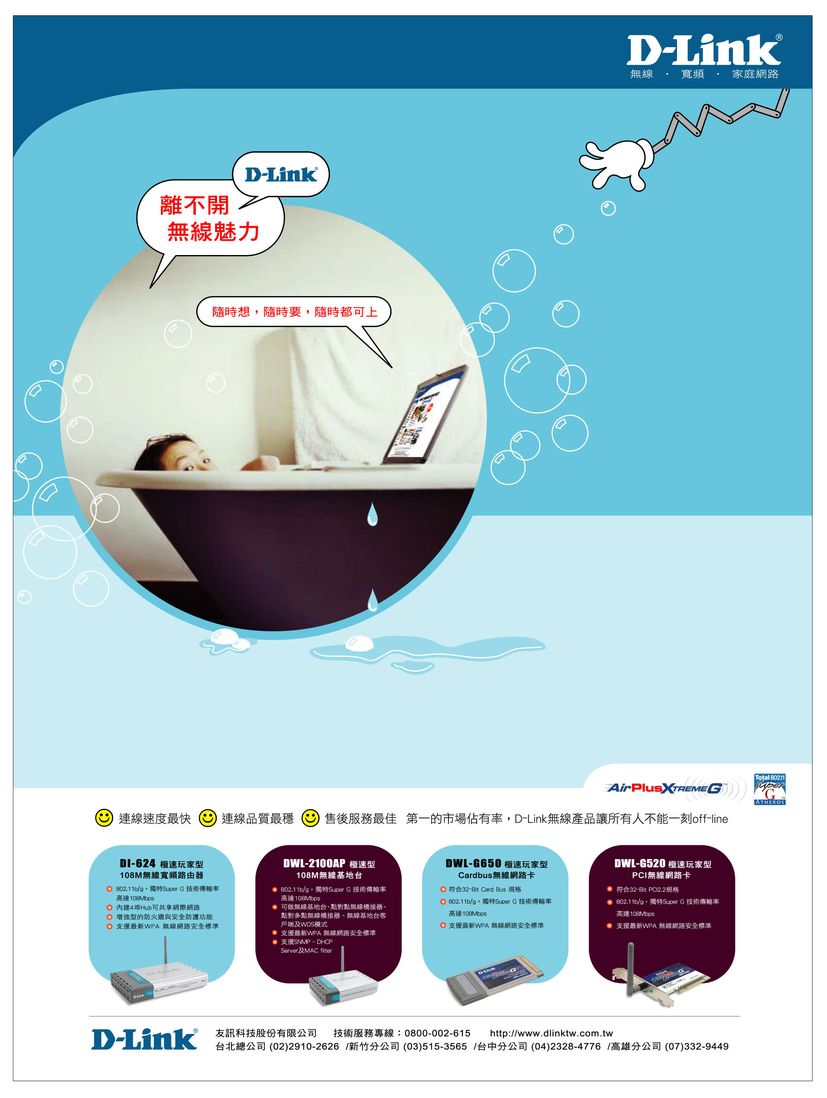 D-Link
無線 · 寬頻 · 家庭網路
D-Link
離不開
無線魅力
隨時想，隨時要，隨時都可上
AirPlus XTREME G
Total 802.11
Super
G
ATHEROS
連線速度最快 連線品質最穩 售後服務最佳 第一的市場佔有率，D-Link無線產品讓所有人不能一刻off-line
DI-624 極速玩家型
108M無線寬頻路由器
802.11b/g，獨特Super G 技術傳輸率
高達108Mbps
內建4埠Hub可共享網際網路
增強型的防火牆與安全防護功能
支援最新WPA 無線網路安全標準
DWL-2100AP 極速型
108M無線基地台
802.11b/g，獨特Super G 技術傳輸率
高達108Mbps
可做無線基地台、點對點無線橋接器、
點對多點無線橋接器、無線基地台客
戶端及WDS模式
支援最新WPA 無線網路安全標準
支援SNMP、DHCP
Server及MAC filter
DWL-G650 極速玩家型
Cardbus無線網路卡
符合32-Bit Card Bus 規格
802.11b/g，獨特Super G 技術傳輸率
高達108Mbps
支援最新WPA 無線網路安全標準
DWL-G520 極速玩家型
PCI無線網路卡
符合32-Bit PCI2.2規格
802.11b/g，獨特Super G 技術傳輸率
高達108Mbps
支援最新WPA 無線網路安全標準
D-Link
友訊科技股份有限公司 技術服務專線：0800-002-615 http://www.dlinktw.com.tw
台北總公司 (02)2910-2626 /新竹分公司 (03)515-3565 /台中分公司 (04)2328-4776 /高雄分公司 (07)332-9449